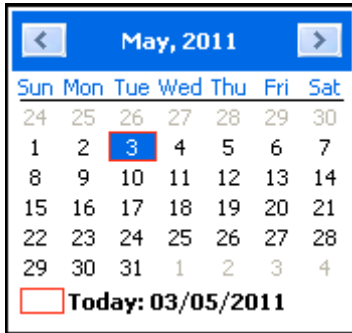 May, 2011
Sun Mon Tue Wed Thu Fri Sat
24 25 26 27 28 29 30
1 2 3 4 5 6 7
8 9 10 11 12 13 14
15 16 17 18 19 20 21
22 23 24 25 26 27 28
29 30 31 1 2 3 4
Today: 03/05/2011